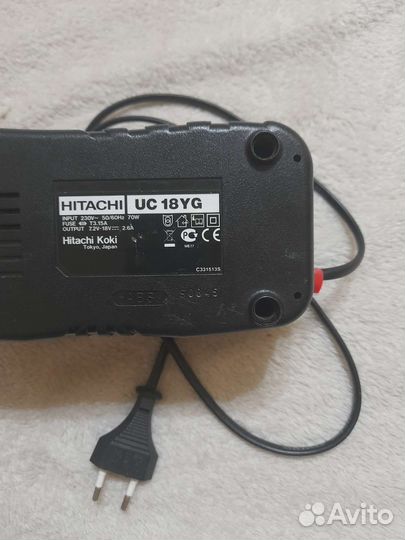 HITACHI UC 18YG
INPUT 230V~ 50/60Hz 70W
FUSE T3.15A
OUTPUT 7.2V-18V 2.6A
Hitachi Koki
Tokyo, Japan
C331513S
Avito